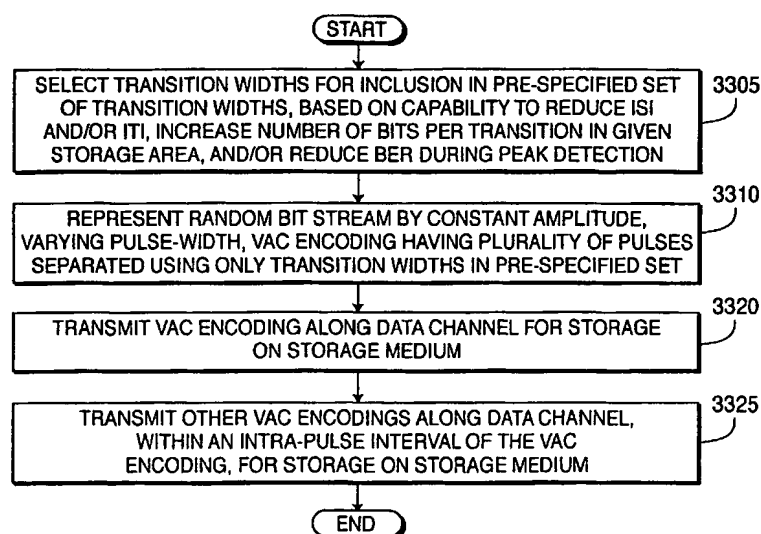 START
SELECT TRANSITION WIDTHS FOR INCLUSION IN PRE-SPECIFIED SET
OF TRANSITION WIDTHS, BASED ON CAPABILITY TO REDUCE ISI
AND/OR ITI, INCREASE NUMBER OF BITS PER TRANSITION IN GIVEN
STORAGE AREA, AND/OR REDUCE BER DURING PEAK DETECTION
3305
REPRESENT RANDOM BIT STREAM BY CONSTANT AMPLITUDE,
VARYING PULSE-WIDTH, VAC ENCODING HAVING PLURALITY OF PULSES
SEPARATED USING ONLY TRANSITION WIDTHS IN PRE-SPECIFIED SET
3310
TRANSMIT VAC ENCODING ALONG DATA CHANNEL FOR STORAGE
ON STORAGE MEDIUM
3320
TRANSMIT OTHER VAC ENCODINGS ALONG DATA CHANNEL,
WITHIN AN INTRA-PULSE INTERVAL OF THE VAC
ENCODING, FOR STORAGE ON STORAGE MEDIUM
3325
END